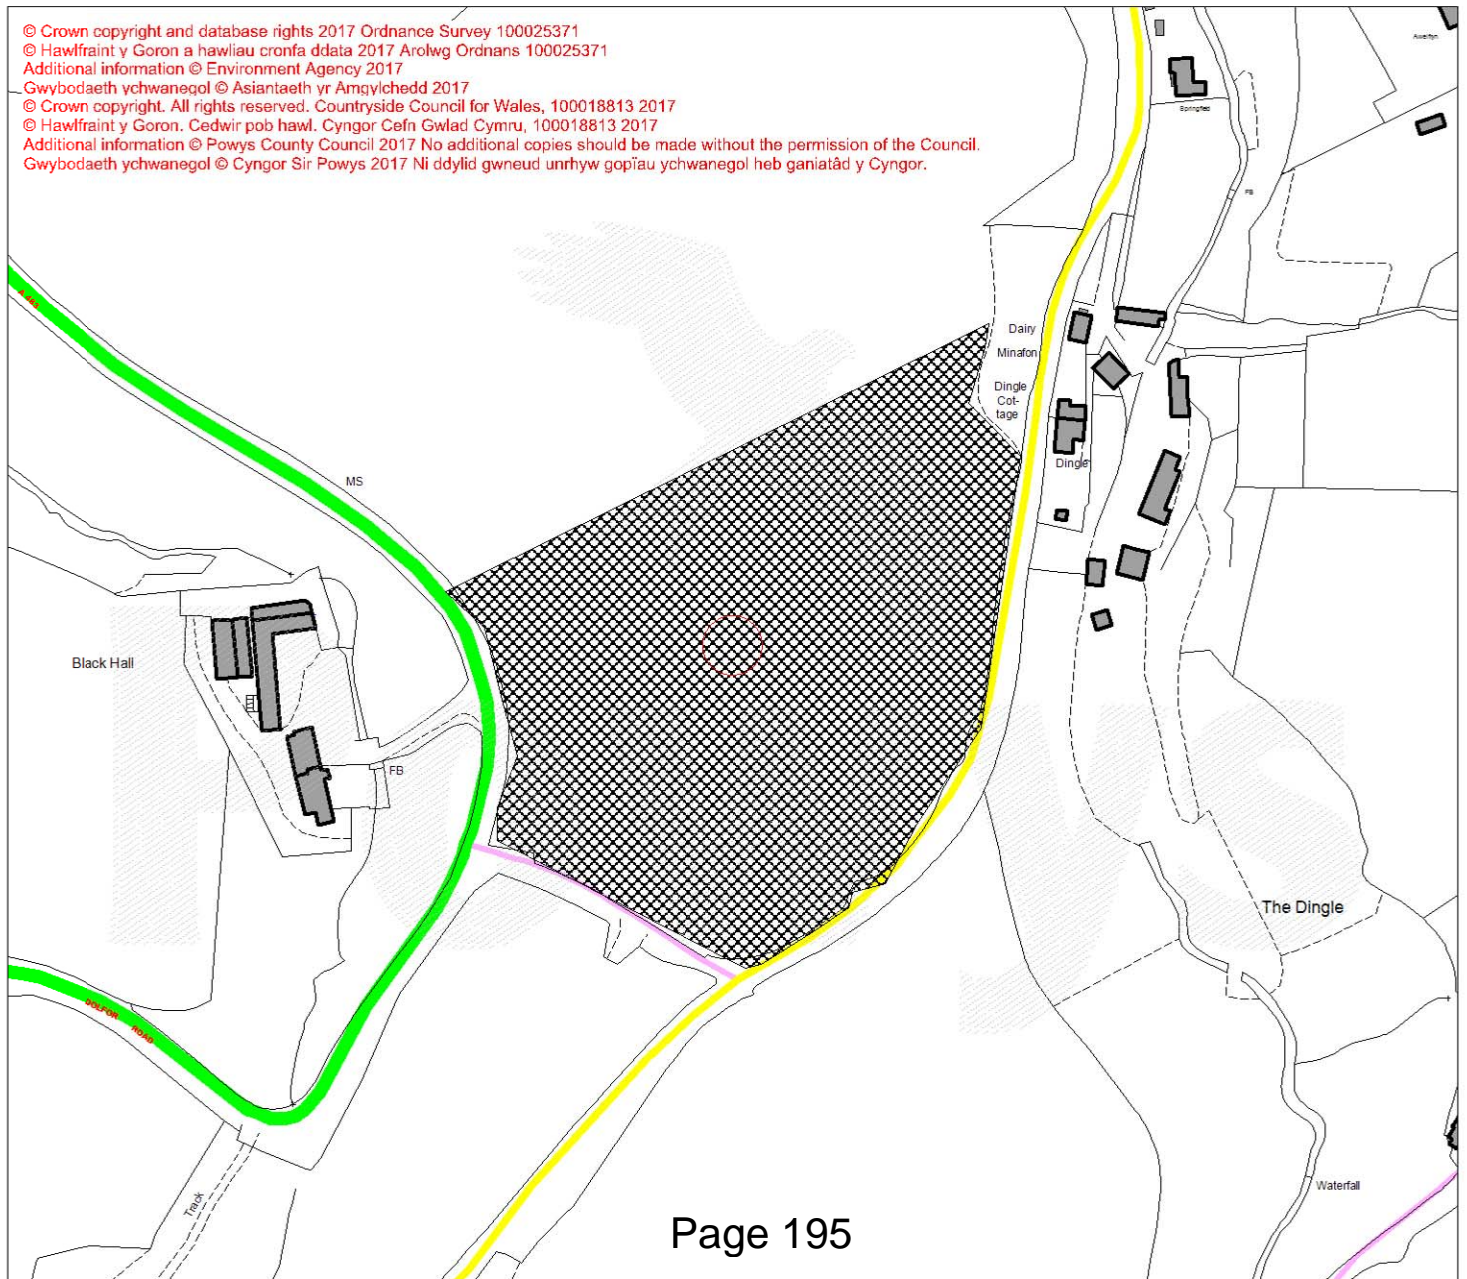 © Crown copyright and database rights 2017 Ordnance Survey 100025371
© Hawlfraint y Goron a hawliau cronfa ddata 2017 Arolwg Ordnans 100025371
Additional information © Environment Agency 2017
Gwybodaeth ychwanegol © Asiantaeth yr Amgylchedd 2017
© Crown copyright. All rights reserved. Countryside Council for Wales, 100018813 2017
© Hawlfraint y Goron. Cedwir pob hawl. Cyngor Cefn Gwlad Cymru, 100018813 2017
Additional information © Powys County Council 2017 No additional copies should be made without the permission of the Council.
Gwybodaeth ychwanegol © Cyngor Sir Powys 2017 Ni ddylid gwneud unrhyw gopïau ychwanegol heb ganiatâd y Cyngor.
FB
A 483
Dairy
Minafon
Dingle
Cot-
tage
Dingle
MS
Black Hall
FB
The Dingle
DOLFOR ROAD
Track
Waterfall
Page 195